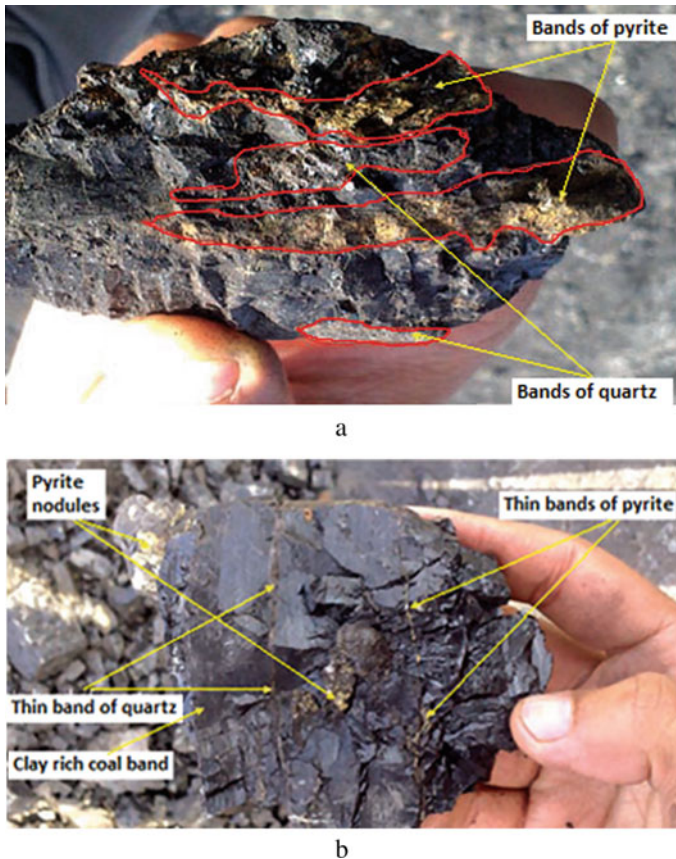 Bands of pyrite
Bands of quartz
a
Pyrite
nodules
Thin bands of pyrite
Thin band of quartz
Clay rich coal band
b